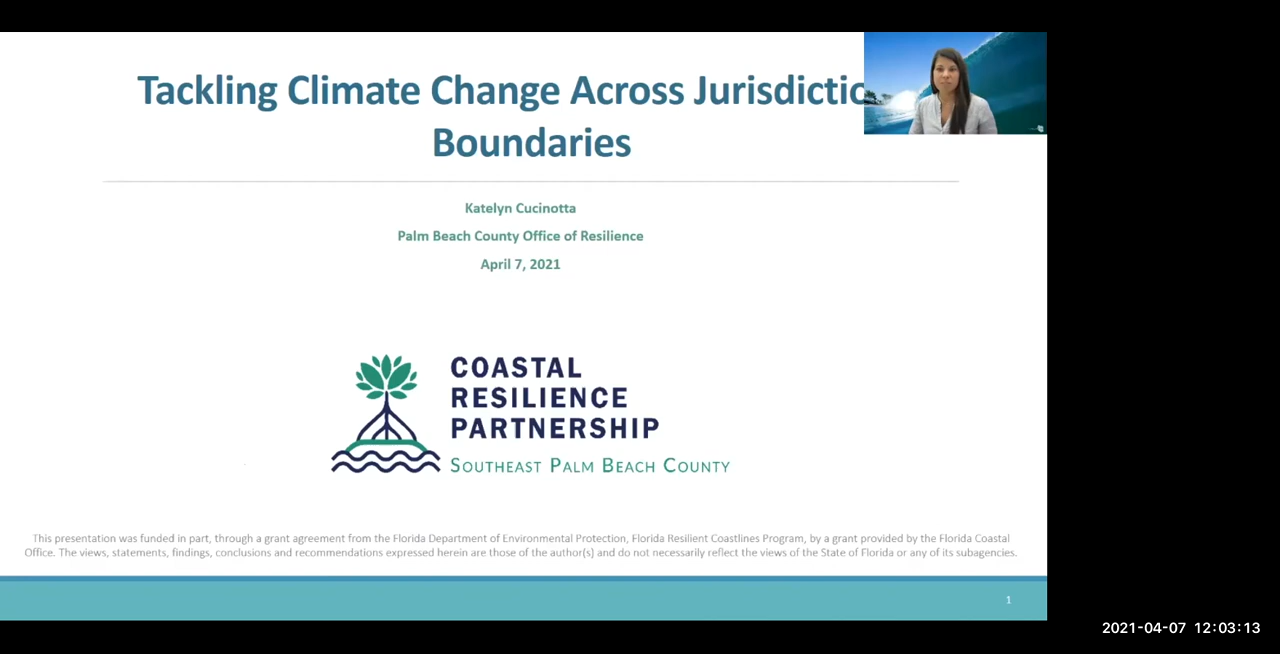 Tackling Climate Change Across Jurisdictio
Boundaries
Katelyn Cucinotta
Palm Beach County Office of Resilience
April 7, 2021
COASTAL
RESILIENCE
PARTNERSHIP
SOUTHEAST PALM BEACH COUNTY
This presentation was funded in part, through a grant agreement from the Florida Department of Environmental Protection, Florida Resilient Coastlines Program, by a grant provided by the Florida Coastal
Office. The views, statements, findings, conclusions and recommendations expressed herein are those of the author(s) and do not necessarily reflect the views of the State of Florida or any of its subagencies.
1
2021-04-07 12:03:13